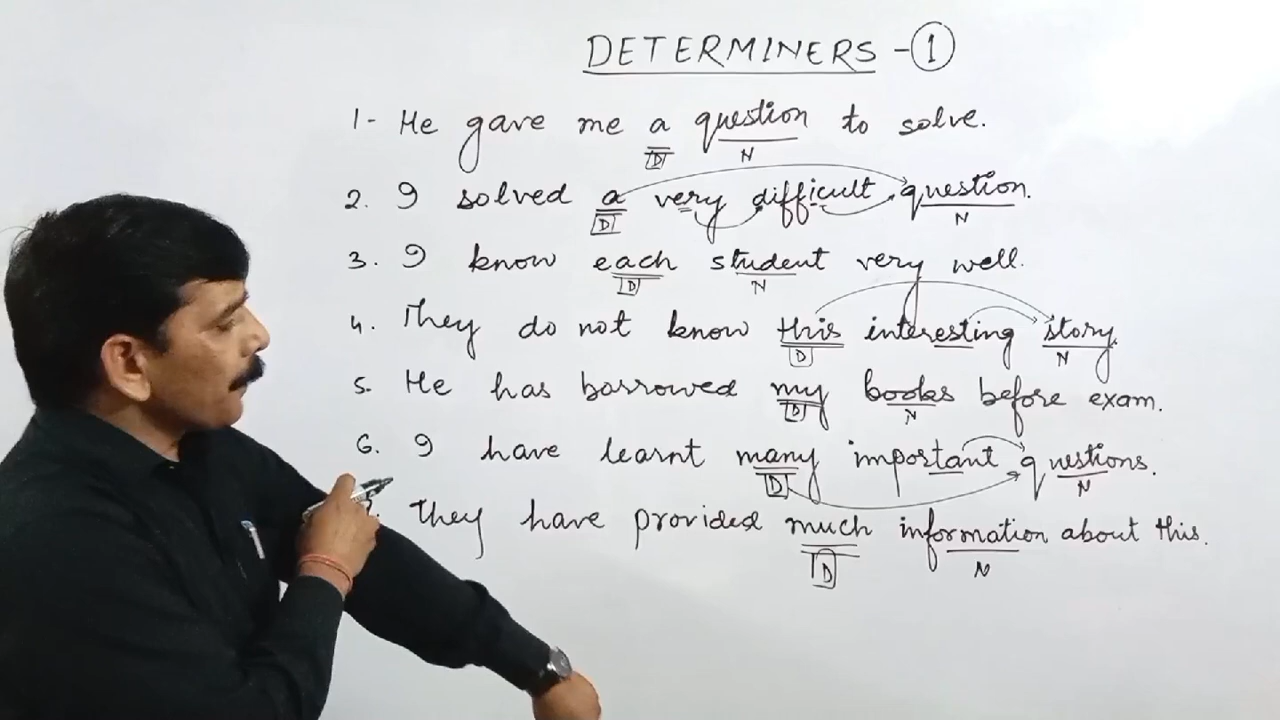 DETERMINERS - 1
1- He gave me a question to solve.
D N
2. I solved a very difficult question.
D N
3. I know each student very well.
D N
4. They do not know this interesting story.
D N
5. He has borrowed my books before exam.
D N
6. I have learnt many important questions.
D N
They have provided much information about this.
D N